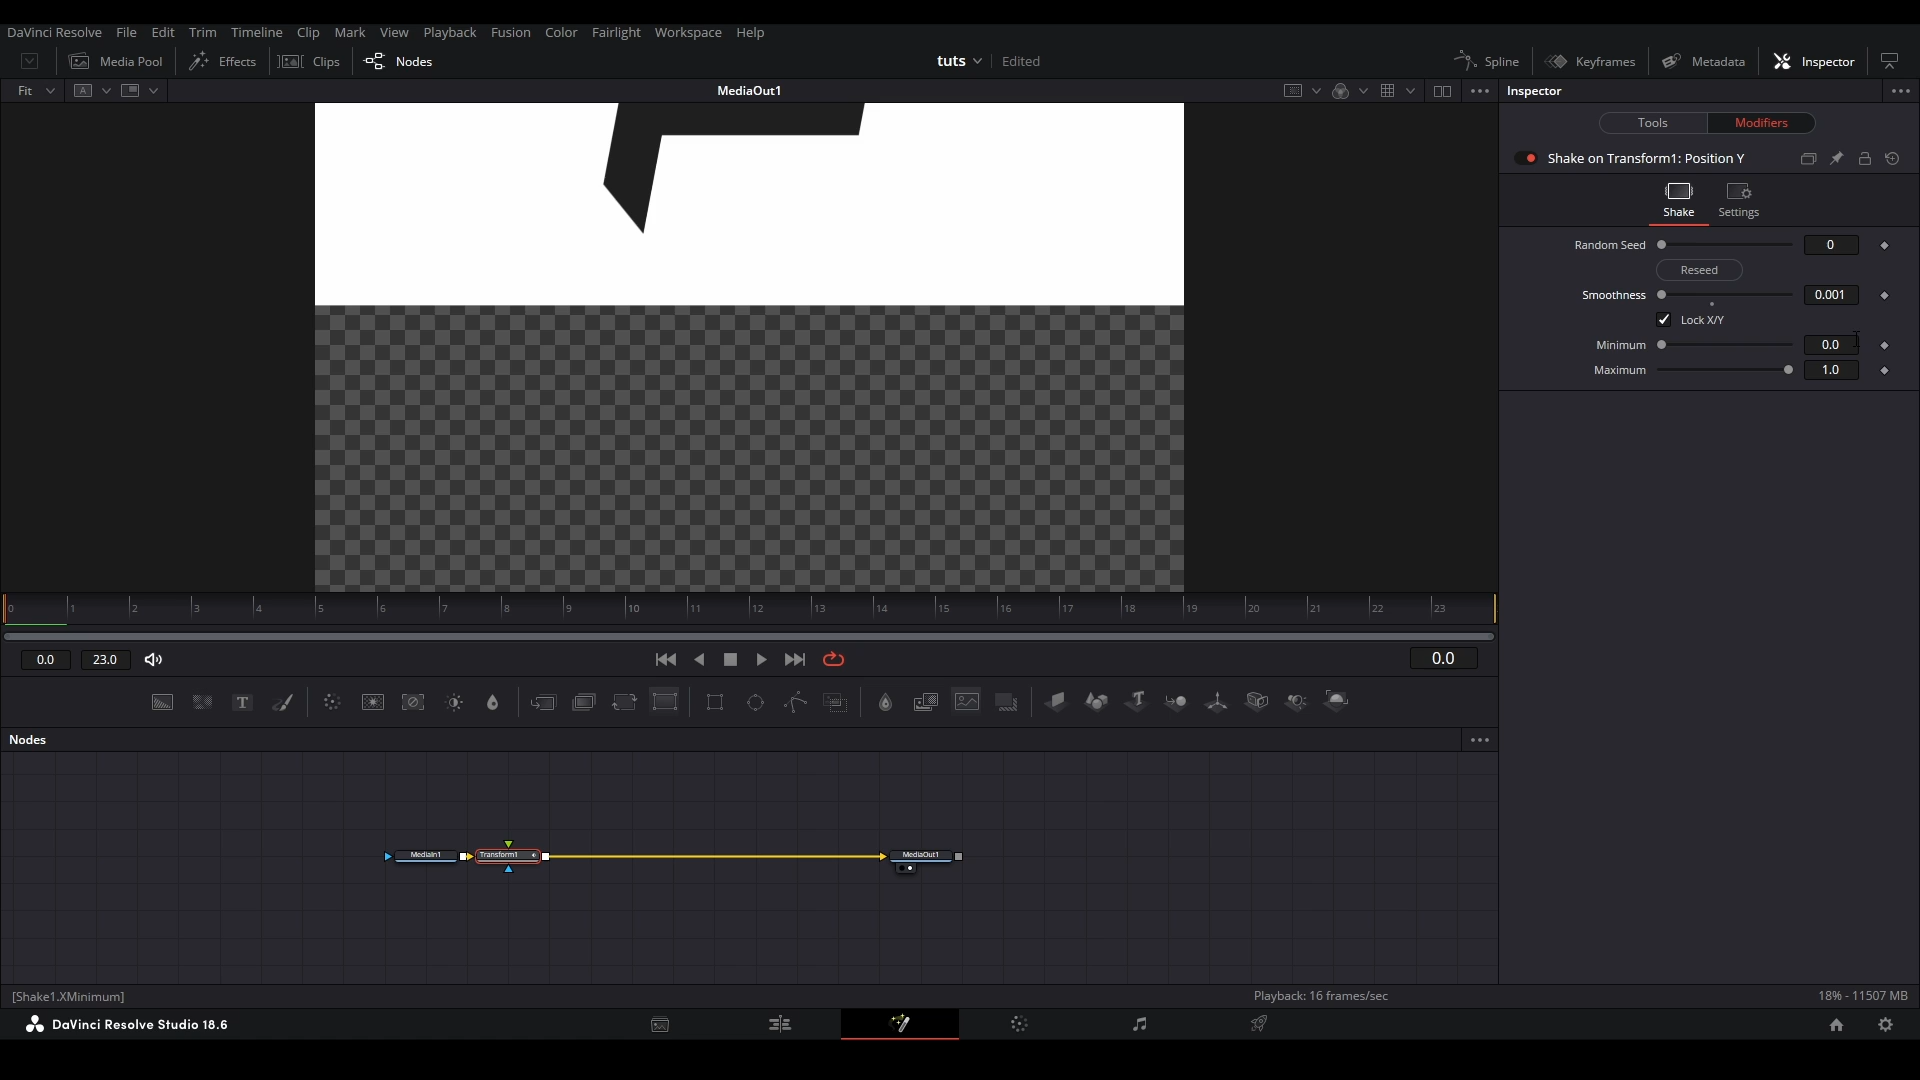 DaVinci Resolve File Edit Trim Timeline Clip Mark View Playback Fusion Color Fairlight Workspace Help
Media Pool Effects Clips Nodes tuts Edited Spline Keyframes Metadata Inspector
Fit A MediaOut1 Inspector
Tools Modifiers
Shake on Transform1: Position Y
Shake Settings
Random Seed 0
Reseed
Smoothness 0.001
Lock X/Y
Minimum 0.0
Maximum 1.0
0 1 2 3 4 5 6 7 8 9 10 11 12 13 14 15 16 17 18 19 20 21 22 23
0.0 23.0 0.0
T T
Nodes
MediaIn1 Transform1 MediaOut1
[Shake1.XMinimum] Playback: 16 frames/sec 18% - 11507 MB
DaVinci Resolve Studio 18.6